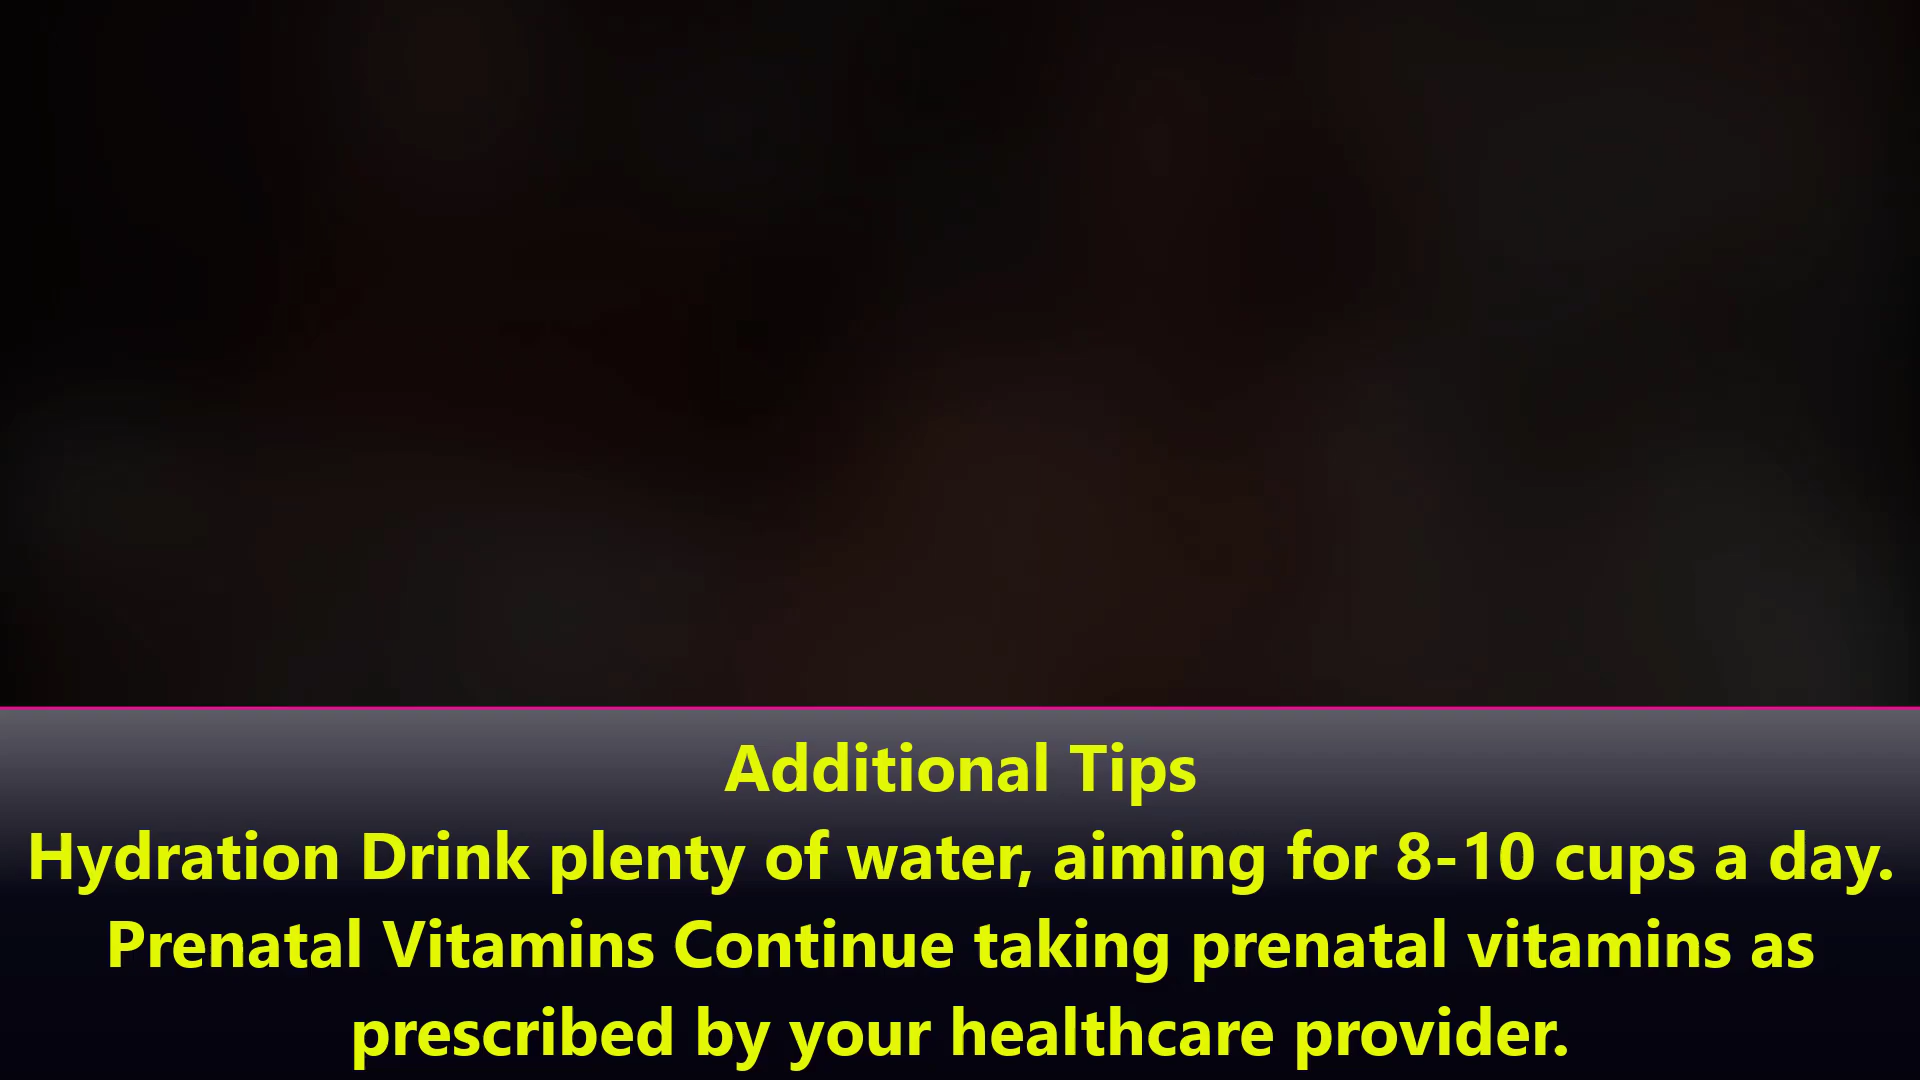 Additional Tips
Hydration Drink plenty of water, aiming for 8-10 cups a day.
Prenatal Vitamins Continue taking prenatal vitamins as
prescribed by your healthcare provider.